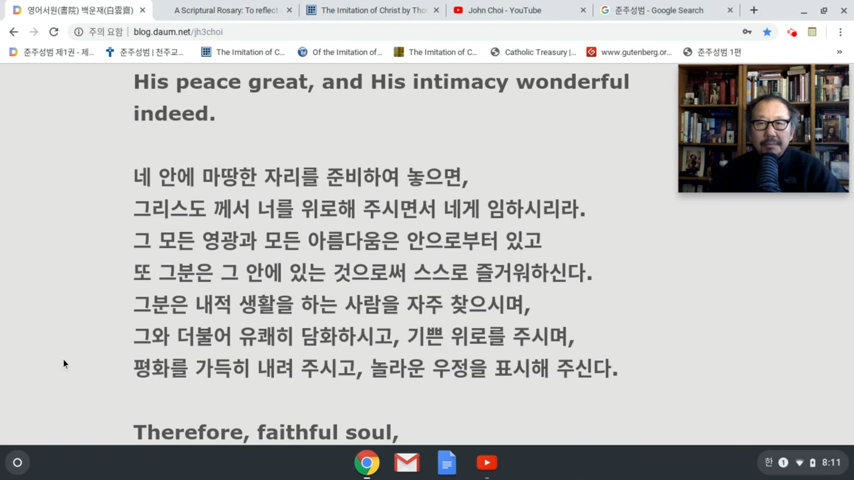 영어서원(書院) 백운재(白雲齋)
A Scriptural Rosary: To reflect
The Imitation of Christ by Tho
John Choi - YouTube
준주성범 - Google Search
주의 요함
blog.daum.net/jh3choi
준주성범 제1권 - 제...
준주성범 | 천주교...
The Imitation of C...
Of the Imitation of...
The Imitation of C...
Catholic Treasury |...
www.gutenberg.org...
준주성범 1편
His peace great, and His intimacy wonderful
indeed.
네 안에 마땅한 자리를 준비하여 놓으면,
그리스도 께서 너를 위로해 주시면서 네게 임하시리라.
그 모든 영광과 모든 아름다움은 안으로부터 있고
또 그분은 그 안에 있는 것으로써 스스로 즐거워하신다.
그분은 내적 생활을 하는 사람을 자주 찾으시며,
그와 더불어 유쾌히 담화하시고, 기쁜 위로를 주시며,
평화를 가득히 내려 주시고, 놀라운 우정을 표시해 주신다.
Therefore, faithful soul,
한 1 8:11